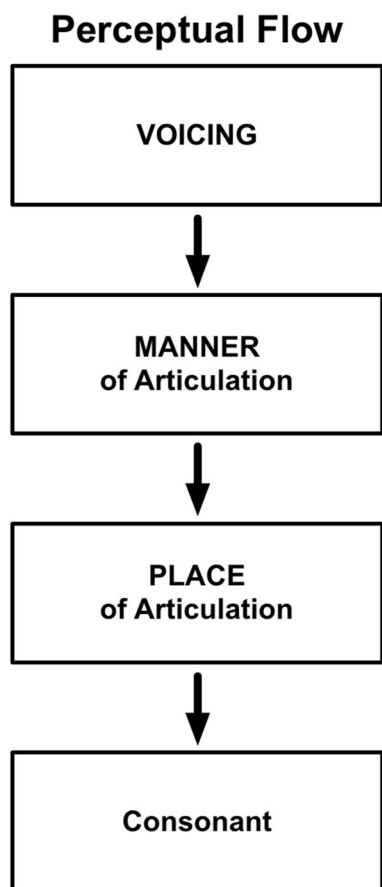 Perceptual Flow
VOICING
MANNER
of Articulation
PLACE
of Articulation
Consonant